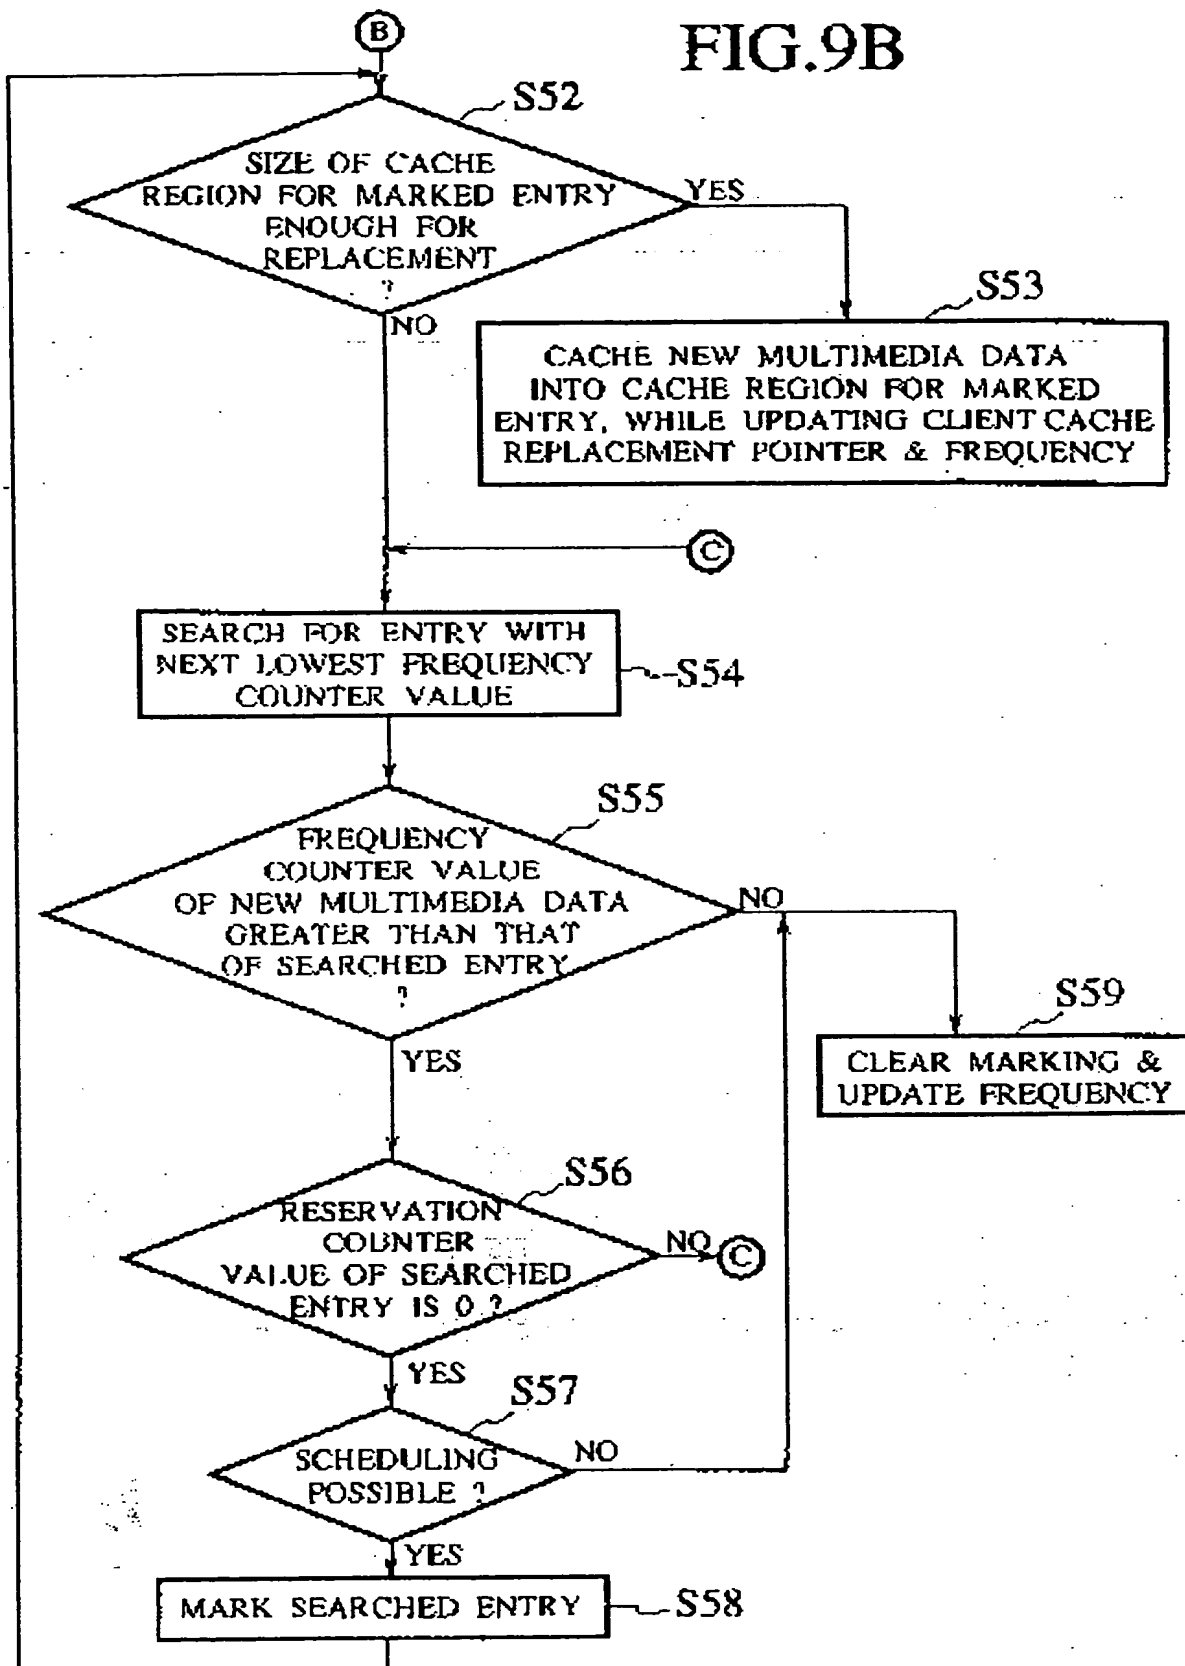 B
FIG.9B
S52
SIZE OF CACHE
REGION FOR MARKED ENTRY
ENOUGH FOR
REPLACEMENT
?
YES
NO
S53
CACHE NEW MULTIMEDIA DATA
INTO CACHE REGION FOR MARKED
ENTRY, WHILE UPDATING CLIENT CACHE
REPLACEMENT POINTER & FREQUENCY
C
SEARCH FOR ENTRY WITH
NEXT LOWEST FREQUENCY
COUNTER VALUE
S54
S55
FREQUENCY
COUNTER VALUE
OF NEW MULTIMEDIA DATA
GREATER THAN THAT
OF SEARCHED ENTRY
?
NO
YES
S59
CLEAR MARKING &
UPDATE FREQUENCY
S56
RESERVATION
COUNTER
VALUE OF SEARCHED
ENTRY IS 0 ?
NO
C
YES
S57
SCHEDULING
POSSIBLE ?
NO
YES
MARK SEARCHED ENTRY
S58